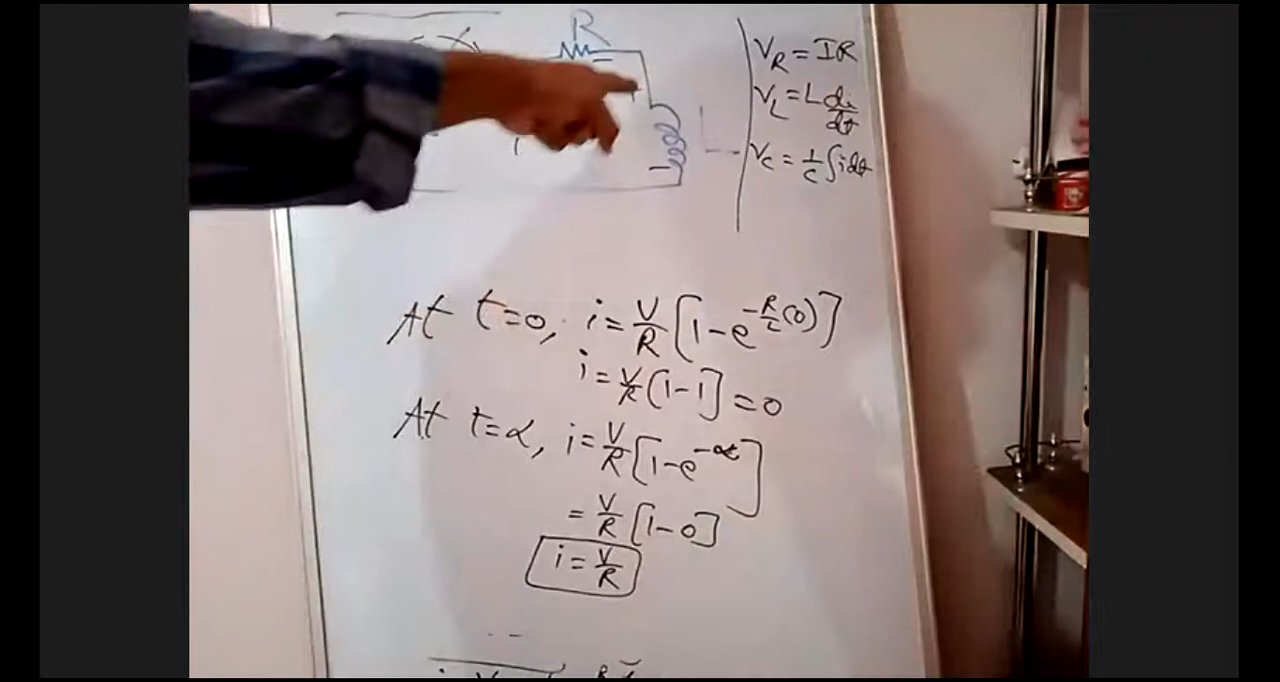 R
L
V_R = IR
V_L = L di/dt
V_C = 1/C ∫ i dt
At t=0, i = V/R [1-e^{-R/L(0)}]
i = V/R [1-1] = 0
At t=α, i = V/R [1-e^{-α}]
= V/R [1-0]
i = V/R